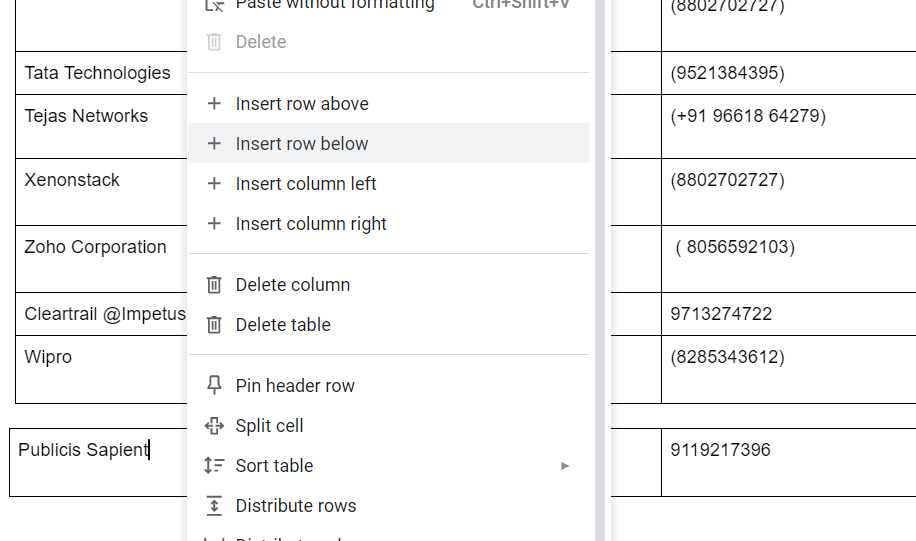 Paste without formatting Ctrl+Shift+V
(8802702727)
Delete
Tata Technologies (9521384395)
Insert row above
Tejas Networks (+91 96618 64279)
Insert row below
Xenonstack (8802702727)
Insert column left
Insert column right
Zoho Corporation ( 8056592103)
Delete column
Cleartrail @Impetus 9713274722
Delete table
Wipro (8285343612)
Pin header row
Split cell
Publicis Sapient 9119217396
Sort table
Distribute rows